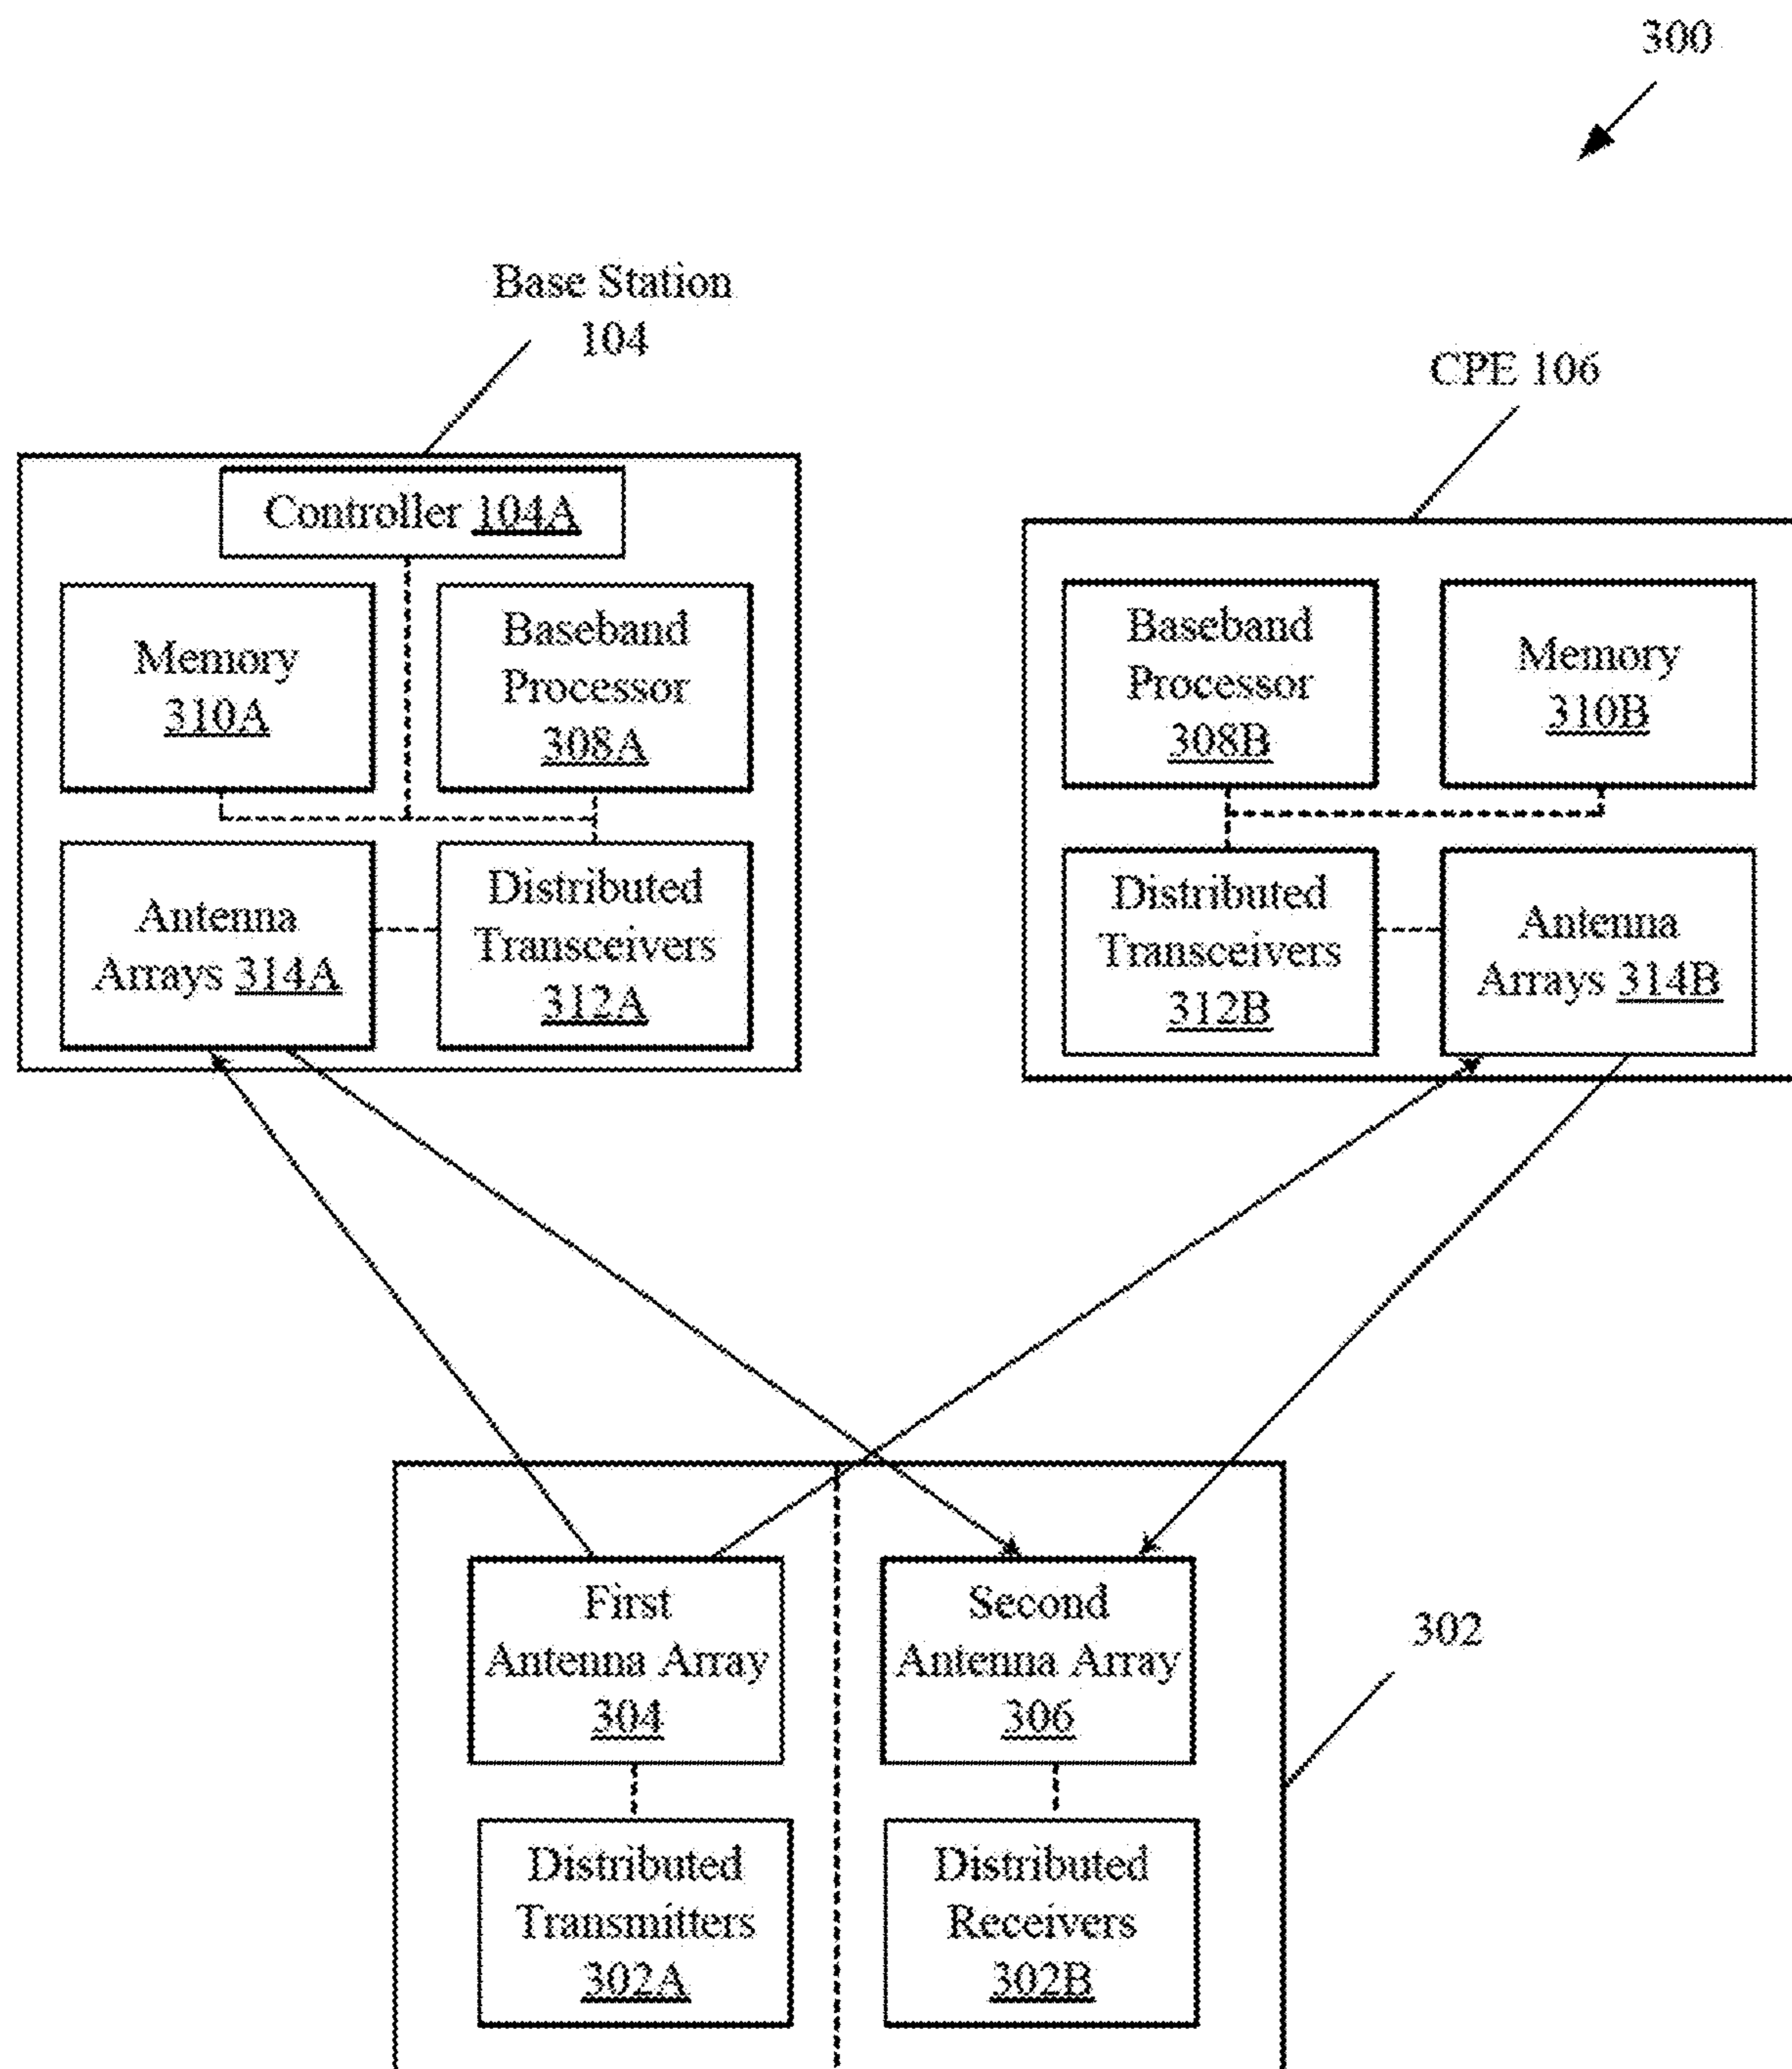 300
Base Station
104
CPE 106
Controller 104A
Memory
310A
Baseband
Processor
308A
Antenna
Arrays 314A
Distributed
Transceivers
312A
Baseband
Processor
308B
Memory
310B
Distributed
Transceivers
312B
Antenna
Arrays 314B
First
Antenna Array
304
Second
Antenna Array
306
302
Distributed
Transmitters
302A
Distributed
Receivers
302B